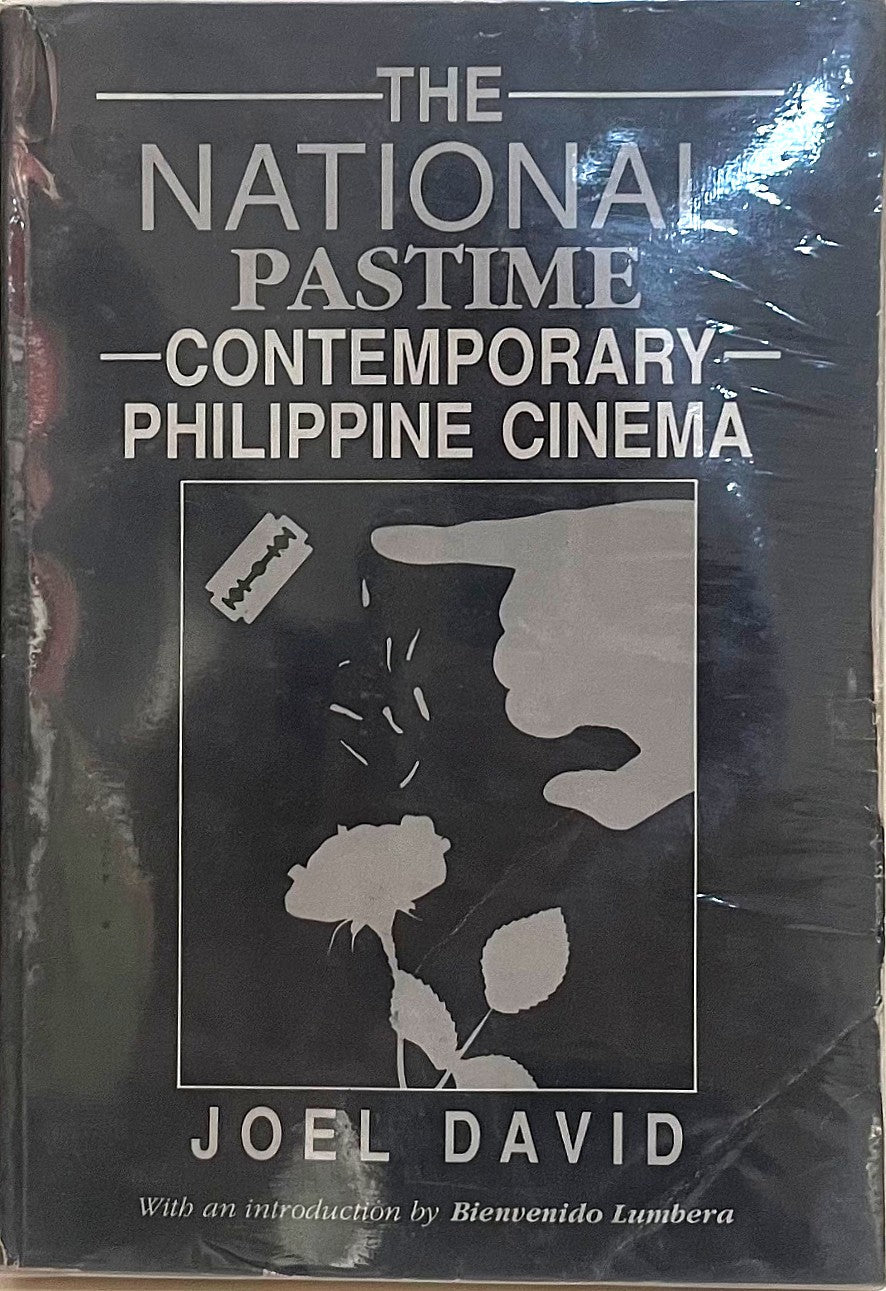 THE
NATIONAL
PASTIME
CONTEMPORARY
PHILIPPINE CINEMA
JOEL DAVID
With an introduction by Bienvenido Lumbera